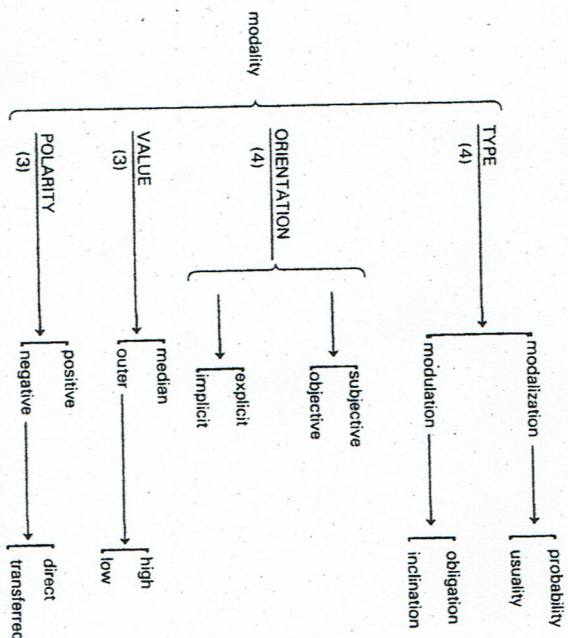 modality
TYPE
(4)
modalization
probability
usuality
modulation
obligation
inclination
ORIENTATION
(4)
subjective
objective
explicit
implicit
VALUE
(3)
median
outer
high
low
POLARITY
(3)
positive
negative
direct
transferred